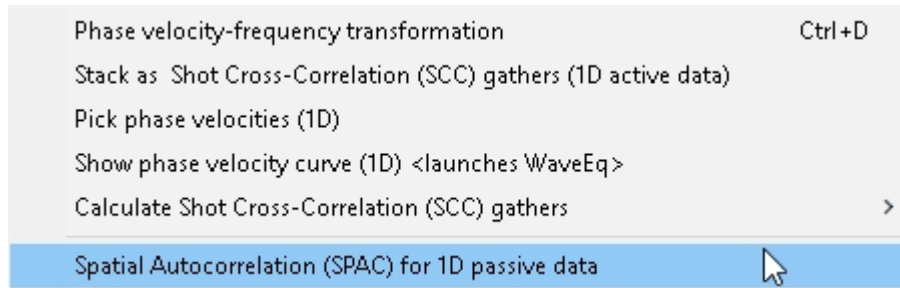 Phase velocity-frequency transformation Ctrl+D
Stack as Shot Cross-Correlation (SCC) gathers (1D active data)
Pick phase velocities (1D)
Show phase velocity curve (1D) <launches WaveEq>
Calculate Shot Cross-Correlation (SCC) gathers >
Spatial Autocorrelation (SPAC) for 1D passive data